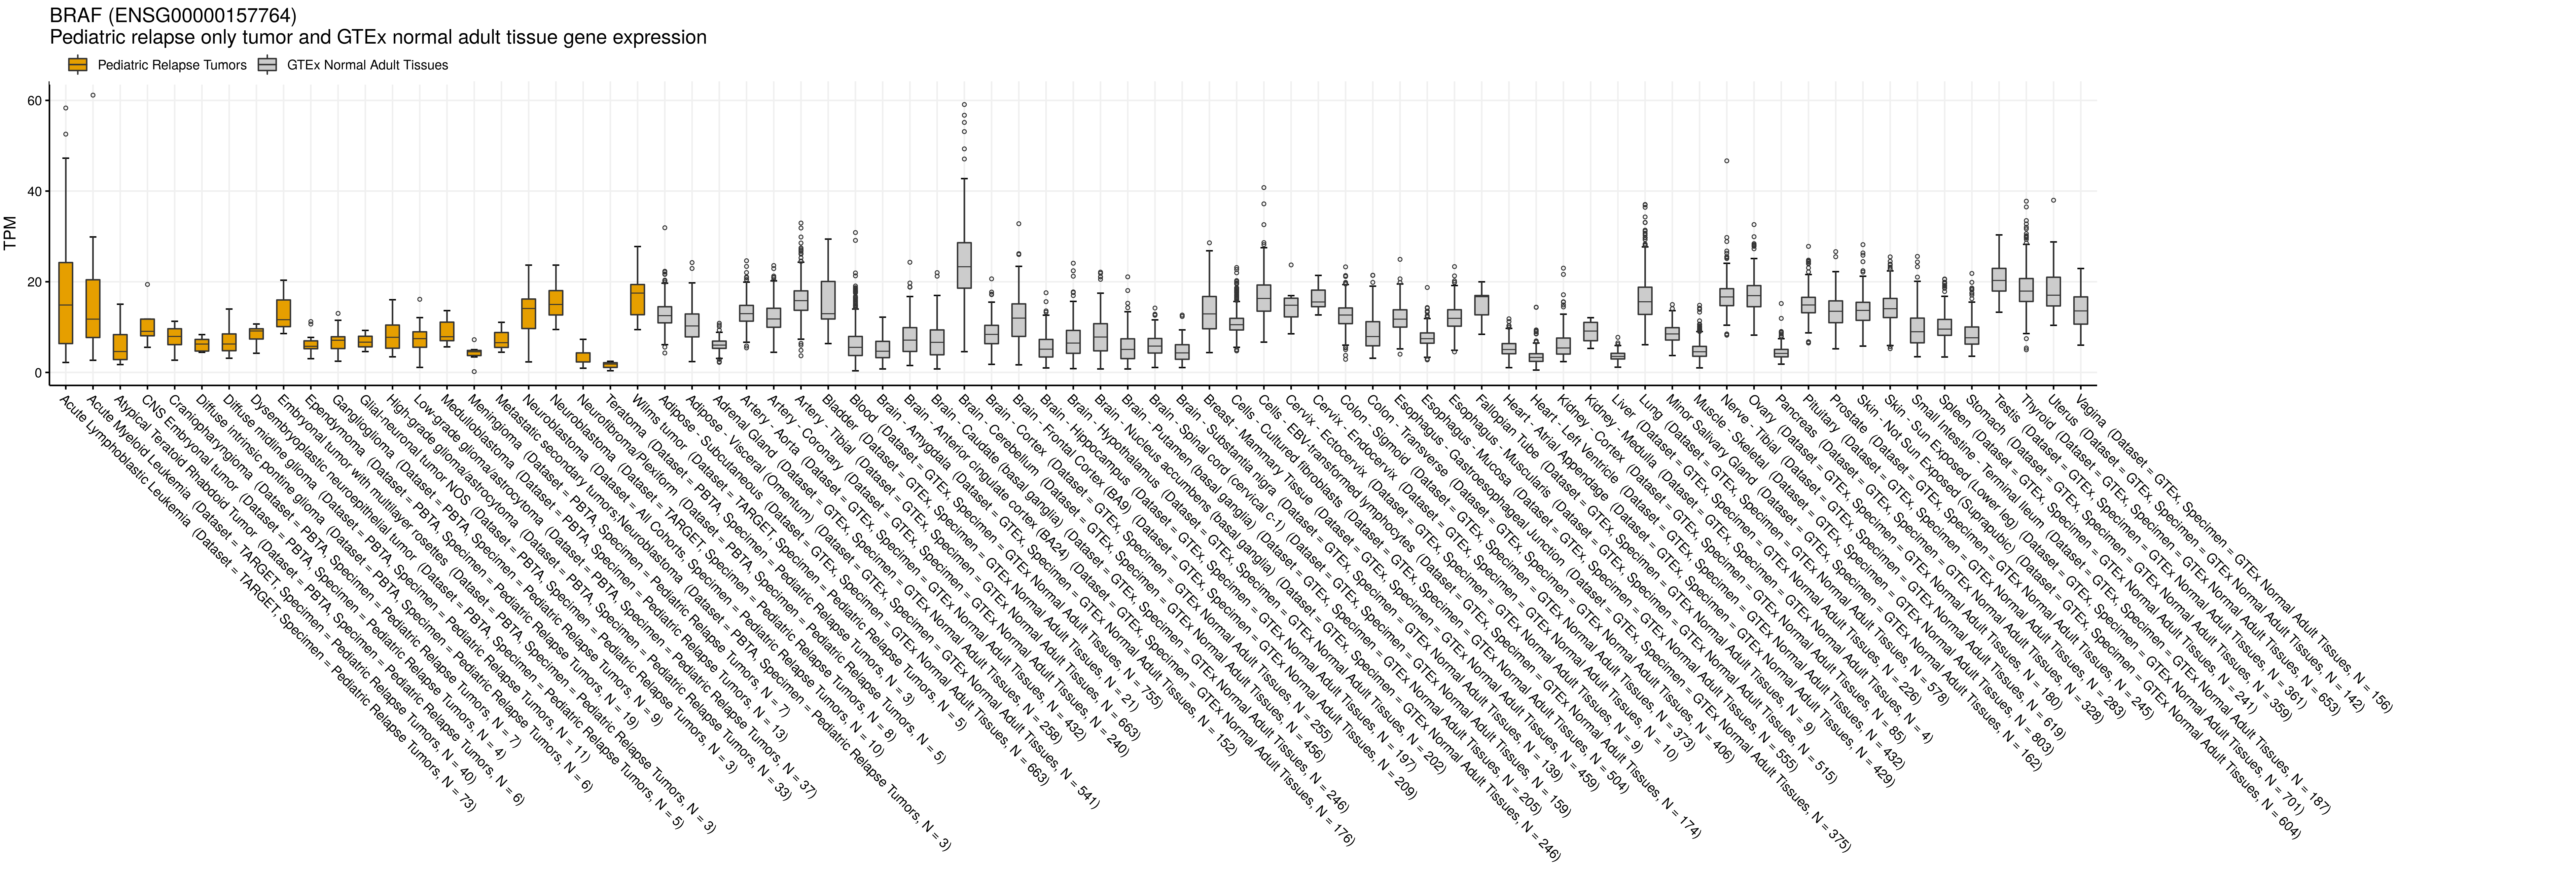 BRAF (ENSG00000157764)
Pediatric relapse only tumor and GTEx normal adult tissue gene expression
Pediatric Relapse Tumors
GTEx Normal Adult Tissues
TPM
60
40
20
0
Acute Lymphoblastic Leukemia (Dataset = TARGET, Specimen = Pediatric Relapse Tumors, N = 73)
Acute Myeloid Leukemia (Dataset = TARGET, Specimen = Pediatric Relapse Tumors, N = 40)
Atypical Teratoid Rhabdoid Tumor (Dataset = PBTA, Specimen = Pediatric Relapse Tumors, N = 6)
CNS Embryonal tumor (Dataset = PBTA, Specimen = Pediatric Relapse Tumors, N = 4)
Craniopharyngioma (Dataset = PBTA, Specimen = Pediatric Relapse Tumors, N = 7)
Diffuse intrinsic pontine glioma (Dataset = PBTA, Specimen = Pediatric Relapse Tumors, N = 6)
Diffuse midline glioma (Dataset = PBTA, Specimen = Pediatric Relapse Tumors, N = 11)
Dysembryoplastic neuroepithelial tumor (Dataset = PBTA, Specimen = Pediatric Relapse Tumors, N = 5)
Embryonal tumor with multilayer rosettes (Dataset = PBTA, Specimen = Pediatric Relapse Tumors, N = 3)
Ependymoma (Dataset = PBTA, Specimen = Pediatric Relapse Tumors, N = 19)
Ganglioglioma (Dataset = PBTA, Specimen = Pediatric Relapse Tumors, N = 9)
Glial-neuronal tumor NOS (Dataset = PBTA, Specimen = Pediatric Relapse Tumors, N = 3)
High-grade glioma/astrocytoma (Dataset = PBTA, Specimen = Pediatric Relapse Tumors, N = 33)
Low-grade glioma/astrocytoma (Dataset = PBTA, Specimen = Pediatric Relapse Tumors, N = 37)
Medulloblastoma (Dataset = PBTA, Specimen = Pediatric Relapse Tumors, N = 13)
Meningioma (Dataset = PBTA, Specimen = Pediatric Relapse Tumors, N = 7)
Metastatic secondary tumors;Neuroblastoma (Dataset = PBTA, Specimen = Pediatric Relapse Tumors, N = 3)
Neuroblastoma (Dataset = All Cohorts, Specimen = Pediatric Relapse Tumors, N = 10)
Neuroblastoma (Dataset = TARGET, Specimen = Pediatric Relapse Tumors, N = 8)
Neurofibroma/Plexiform (Dataset = PBTA, Specimen = Pediatric Relapse Tumors, N = 5)
Teratoma (Dataset = PBTA, Specimen = Pediatric Relapse Tumors, N = 3)
Wilms tumor (Dataset = TARGET, Specimen = Pediatric Relapse Tumors, N = 5)
Adipose - Subcutaneous (Dataset = GTEx, Specimen = GTEx Normal Adult Tissues, N = 663)
Adipose - Visceral (Omentum) (Dataset = GTEx, Specimen = GTEx Normal Adult Tissues, N = 541)
Adrenal Gland (Dataset = GTEx, Specimen = GTEx Normal Adult Tissues, N = 258)
Artery - Aorta (Dataset = GTEx, Specimen = GTEx Normal Adult Tissues, N = 432)
Artery - Coronary (Dataset = GTEx, Specimen = GTEx Normal Adult Tissues, N = 240)
Artery - Tibial (Dataset = GTEx, Specimen = GTEx Normal Adult Tissues, N = 663)
Bladder (Dataset = GTEx, Specimen = GTEx Normal Adult Tissues, N = 21)
Blood (Dataset = GTEx, Specimen = GTEx Normal Adult Tissues, N = 755)
Brain - Amygdala (Dataset = GTEx, Specimen = GTEx Normal Adult Tissues, N = 152)
Brain - Anterior cingulate cortex (BA24) (Dataset = GTEx, Specimen = GTEx Normal Adult Tissues, N = 176)
Brain - Caudate (basal ganglia) (Dataset = GTEx, Specimen = GTEx Normal Adult Tissues, N = 246)
Brain - Cerebellum (Dataset = GTEx, Specimen = GTEx Normal Adult Tissues, N = 456)
Brain - Cortex (Dataset = GTEx, Specimen = GTEx Normal Adult Tissues, N = 255)
Brain - Frontal Cortex (BA9) (Dataset = GTEx, Specimen = GTEx Normal Adult Tissues, N = 209)
Brain - Hippocampus (Dataset = GTEx, Specimen = GTEx Normal Adult Tissues, N = 197)
Brain - Hypothalamus (Dataset = GTEx, Specimen = GTEx Normal Adult Tissues, N = 202)
Brain - Nucleus accumbens (basal ganglia) (Dataset = GTEx, Specimen = GTEx Normal Adult Tissues, N = 246)
Brain - Putamen (basal ganglia) (Dataset = GTEx, Specimen = GTEx Normal Adult Tissues, N = 205)
Brain - Spinal cord (cervical c-1) (Dataset = GTEx, Specimen = GTEx Normal Adult Tissues, N = 159)
Brain - Substantia nigra (Dataset = GTEx, Specimen = GTEx Normal Adult Tissues, N = 139)
Breast - Mammary Tissue (Dataset = GTEx, Specimen = GTEx Normal Adult Tissues, N = 459)
Cells - Cultured fibroblasts (Dataset = GTEx, Specimen = GTEx Normal Adult Tissues, N = 504)
Cells - EBV-transformed lymphocytes (Dataset = GTEx, Specimen = GTEx Normal Adult Tissues, N = 174)
Cervix - Ectocervix (Dataset = GTEx, Specimen = GTEx Normal Adult Tissues, N = 9)
Cervix - Endocervix (Dataset = GTEx, Specimen = GTEx Normal Adult Tissues, N = 10)
Colon - Sigmoid (Dataset = GTEx, Specimen = GTEx Normal Adult Tissues, N = 373)
Colon - Transverse (Dataset = GTEx, Specimen = GTEx Normal Adult Tissues, N = 406)
Esophagus - Gastroesophageal Junction (Dataset = GTEx, Specimen = GTEx Normal Adult Tissues, N = 375)
Esophagus - Mucosa (Dataset = GTEx, Specimen = GTEx Normal Adult Tissues, N = 555)
Esophagus - Muscularis (Dataset = GTEx, Specimen = GTEx Normal Adult Tissues, N = 515)
Fallopian Tube (Dataset = GTEx, Specimen = GTEx Normal Adult Tissues, N = 9)
Heart - Atrial Appendage (Dataset = GTEx, Specimen = GTEx Normal Adult Tissues, N = 429)
Heart - Left Ventricle (Dataset = GTEx, Specimen = GTEx Normal Adult Tissues, N = 432)
Kidney - Cortex (Dataset = GTEx, Specimen = GTEx Normal Adult Tissues, N = 85)
Kidney - Medulla (Dataset = GTEx, Specimen = GTEx Normal Adult Tissues, N = 4)
Liver (Dataset = GTEx, Specimen = GTEx Normal Adult Tissues, N = 226)
Lung (Dataset = GTEx, Specimen = GTEx Normal Adult Tissues, N = 578)
Minor Salivary Gland (Dataset = GTEx, Specimen = GTEx Normal Adult Tissues, N = 162)
Muscle - Skeletal (Dataset = GTEx, Specimen = GTEx Normal Adult Tissues, N = 803)
Nerve - Tibial (Dataset = GTEx, Specimen = GTEx Normal Adult Tissues, N = 619)
Ovary (Dataset = GTEx, Specimen = GTEx Normal Adult Tissues, N = 180)
Pancreas (Dataset = GTEx, Specimen = GTEx Normal Adult Tissues, N = 328)
Pituitary (Dataset = GTEx, Specimen = GTEx Normal Adult Tissues, N = 283)
Prostate (Dataset = GTEx, Specimen = GTEx Normal Adult Tissues, N = 245)
Skin - Not Sun Exposed (Suprapubic) (Dataset = GTEx, Specimen = GTEx Normal Adult Tissues, N = 604)
Skin - Sun Exposed (Lower leg) (Dataset = GTEx, Specimen = GTEx Normal Adult Tissues, N = 701)
Small Intestine - Terminal Ileum (Dataset = GTEx, Specimen = GTEx Normal Adult Tissues, N = 187)
Spleen (Dataset = GTEx, Specimen = GTEx Normal Adult Tissues, N = 241)
Stomach (Dataset = GTEx, Specimen = GTEx Normal Adult Tissues, N = 359)
Testis (Dataset = GTEx, Specimen = GTEx Normal Adult Tissues, N = 361)
Thyroid (Dataset = GTEx, Specimen = GTEx Normal Adult Tissues, N = 653)
Uterus (Dataset = GTEx, Specimen = GTEx Normal Adult Tissues, N = 142)
Vagina (Dataset = GTEx, Specimen = GTEx Normal Adult Tissues, N = 156)